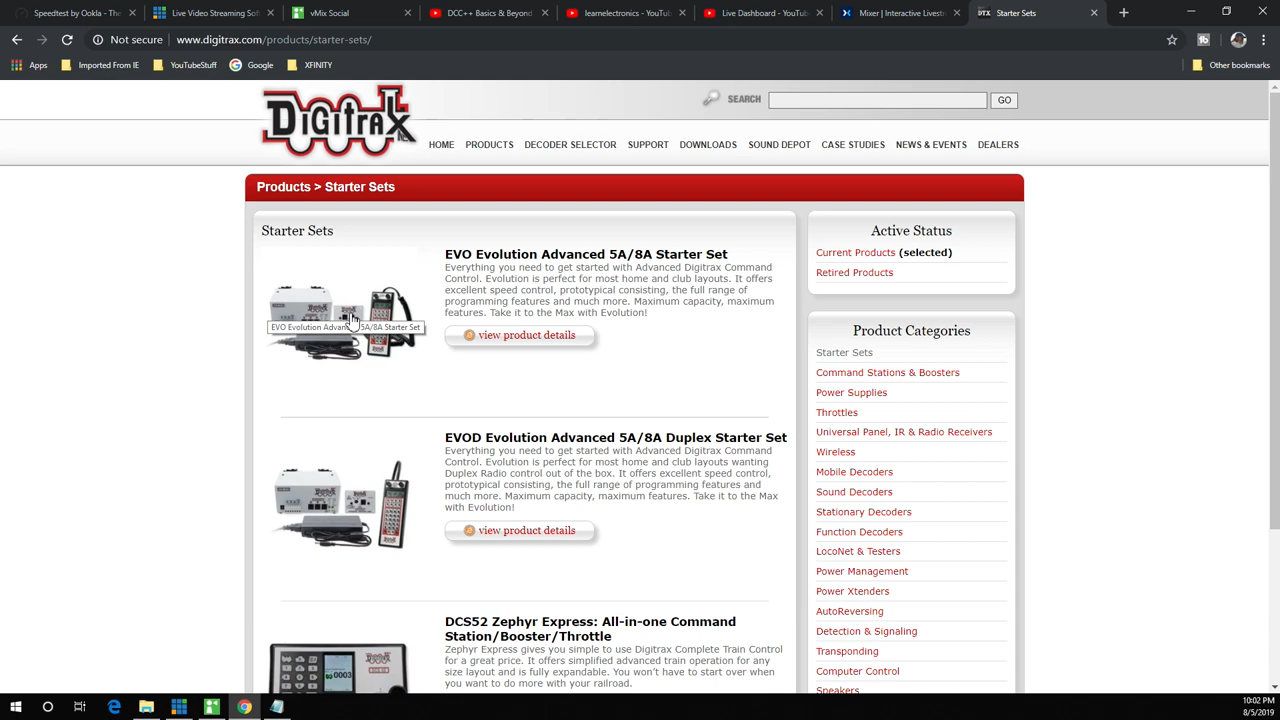 Speedtest by Ookla - The
Live Video Streaming Soft
vMix Social
DCC++ Basics & Beyond
learnelectronics - YouTu
Live Dashboard - YouTu
Mixer | Interactive Livestr
Starter Sets
Not secure | www.digitrax.com/products/starter-sets/
Apps
Imported From IE
YouTubeStuff
Google
XFINITY
Other bookmarks
DIGITRAX INC
SEARCH
GO
HOME PRODUCTS DECODER SELECTOR SUPPORT DOWNLOADS SOUND DEPOT CASE STUDIES NEWS & EVENTS DEALERS
Products > Starter Sets
Starter Sets
EVO Evolution Advanced 5A/8A Starter Set
Everything you need to get started with Advanced Digitrax Command
Control. Evolution is perfect for most home and club layouts. It offers
excellent speed control, prototypical consisting, the full range of
programming features and much more. Maximum capacity, maximum
features. Take it to the Max with Evolution!
view product details
EVOD Evolution Advanced 5A/8A Duplex Starter Set
Everything you need to get started with Advanced Digitrax Command
Control. Evolution is perfect for most home and club layouts wanting
Duplex Radio control out of the box. It offers excellent speed control,
prototypical consisting, the full range of programming features and
much more. Maximum capacity, maximum features. Take it to the Max
with Evolution!
view product details
DCS52 Zephyr Express: All-in-one Command
Station/Booster/Throttle
Zephyr Express gives you simple to use Digitrax Complete Train Control
for a great price. It offers simplified advanced train operation for any
size layout and is fully expandable. You won't have to start over when
you want to do more with your railroad.
0003
Active Status
Current Products (selected)
Retired Products
Product Categories
Starter Sets
Command Stations & Boosters
Power Supplies
Throttles
Universal Panel, IR & Radio Receivers
Wireless
Mobile Decoders
Sound Decoders
Stationary Decoders
Function Decoders
LocoNet & Testers
Power Management
Power Xtenders
AutoReversing
Detection & Signaling
Transponding
Computer Control
Speakers
10:02 PM
8/5/2019